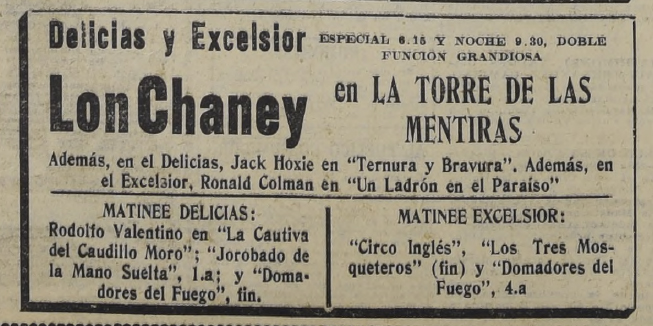 Delicias y Excelsior
ESPECIAL 6.15 Y NOCHE 9.30, DOBLE
FUNCIÓN GRANDIOSA
Lon Chaney
en LA TORRE DE LAS
MENTIRAS
Además, en el Delicias, Jack Hoxie en "Ternura y Bravura". Además, en
el Excelsior, Ronald Colman en "Un Ladrón en el Paraíso"
MATINEE DELICIAS:
Rodolfo Valentino en "La Cautiva
del Caudillo Moro"; "Jorobado de
la Mano Suelta", 1.a; y "Doma-
dores del Fuego", fin.
MATINEE EXCELSIOR:
"Circo Inglés", "Los Tres Mos-
queteros" (fin) y "Domadores del
Fuego", 4.a